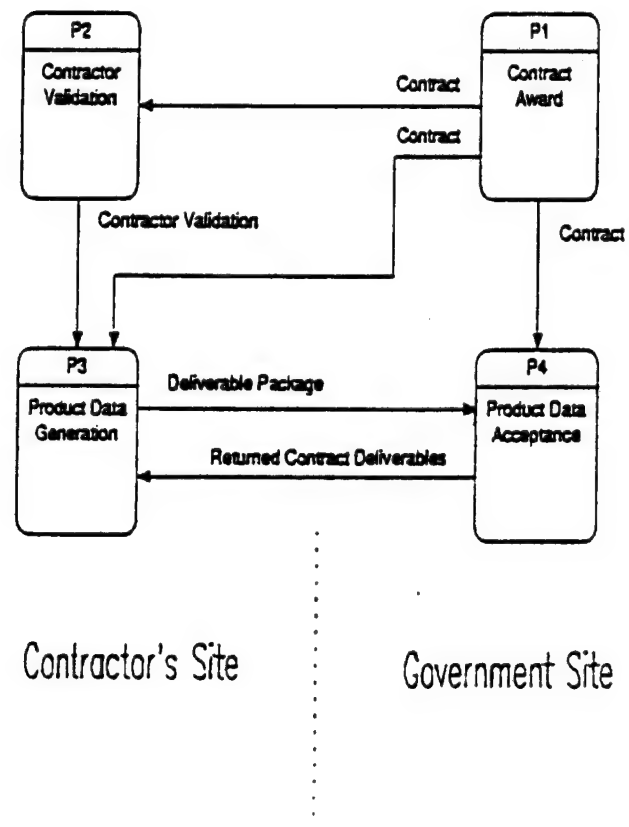 P2
Contractor
Validation
P1
Contract
Award
Contract
Contract
Contractor Validation
Contract
P3
Product Data
Generation
Deliverable Package
Returned Contract Deliverables
P4
Product Data
Acceptance
Contractor's Site
Government Site